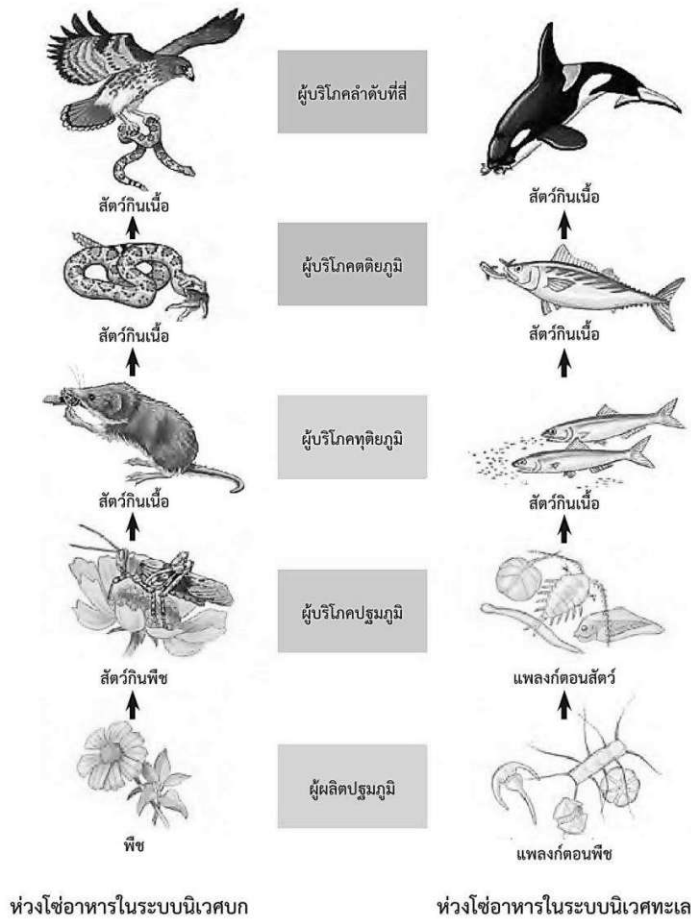 ผู้บริโภคลำดับที่สี่
สัตว์กินเนื้อ
สัตว์กินเนื้อ
ผู้บริโภคตติยภูมิ
สัตว์กินเนื้อ
สัตว์กินเนื้อ
ผู้บริโภคทุติยภูมิ
สัตว์กินเนื้อ
สัตว์กินเนื้อ
ผู้บริโภคปฐมภูมิ
สัตว์กินพืช
แพลงก์ตอนสัตว์
ผู้ผลิตปฐมภูมิ
พืช
แพลงก์ตอนพืช
ห่วงโซ่อาหารในระบบนิเวศบก
ห่วงโซ่อาหารในระบบนิเวศทะเล